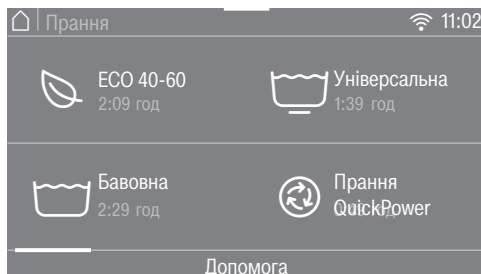 Прання
11:02
ECO 40-60
2:09 год
Універсальна
1:39 год
Бавовна
2:29 год
Прання
QuickPower
Допомога